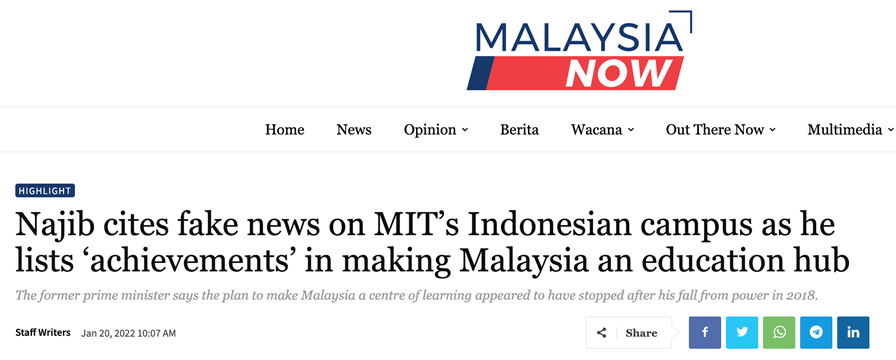 MALAYSIA
NOW
Home News Opinion Berita Wacana Out There Now Multimedia
HIGHLIGHT
Najib cites fake news on MIT’s Indonesian campus as he
lists ‘achievements’ in making Malaysia an education hub
The former prime minister says the plan to make Malaysia a centre of learning appeared to have stopped after his fall from power in 2018.
Staff Writers Jan 20, 2022 10:07 AM Share